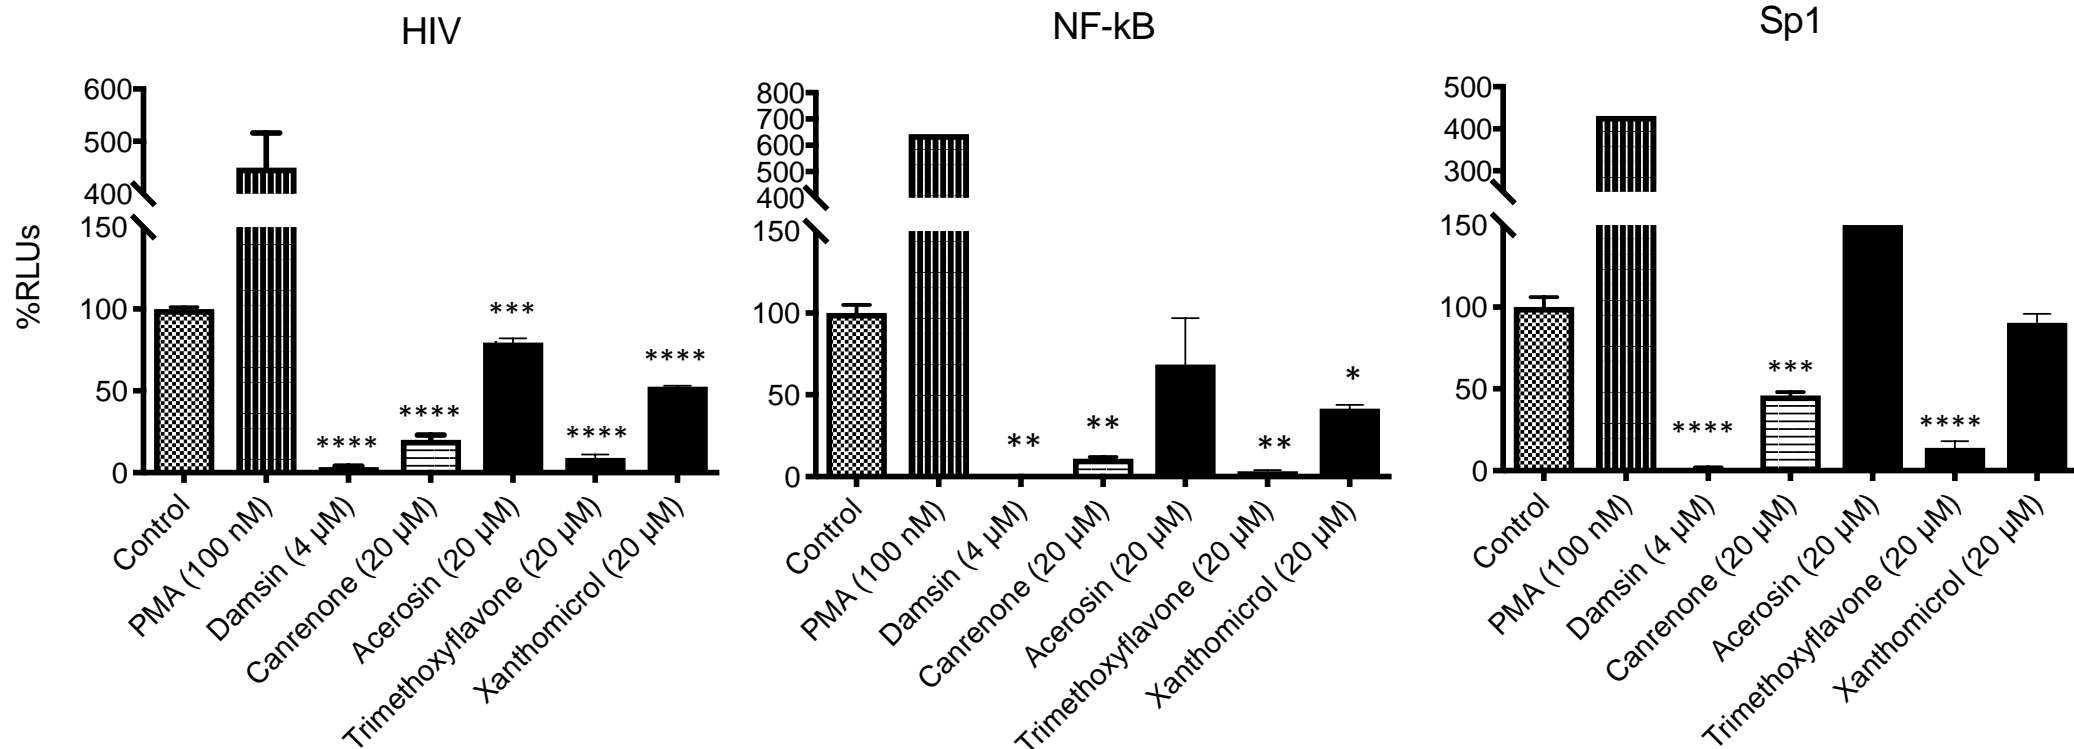 HIV
NF-kB
Sp1
%RLUs
600
500
400
150
100
50
0
****
****
***
****
****
Control
PMA (100 nM)
Damsin (4 µM)
Canrenone (20 µM)
Acerosin (20 µM)
Trimethoxyflavone (20 µM)
Xanthomicrol (20 µM)
800
700
600
500
400
150
100
50
0
**
**
**
*
Control
PMA (100 nM)
Damsin (4 µM)
Canrenone (20 µM)
Acerosin (20 µM)
Trimethoxyflavone (20 µM)
Xanthomicrol (20 µM)
500
400
300
150
100
50
0
****
***
****
Control
PMA (100 nM)
Damsin (4 µM)
Canrenone (20 µM)
Acerosin (20 µM)
Trimethoxyflavone (20 µM)
Xanthomicrol (20 µM)